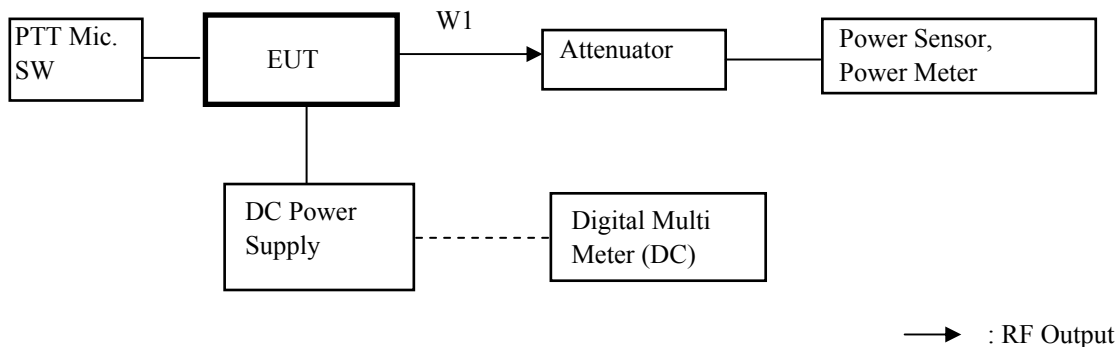 W1
PTT Mic.
SW
EUT
Attenuator
Power Sensor,
Power Meter
DC Power
Supply
Digital Multi
Meter (DC)
: RF Output